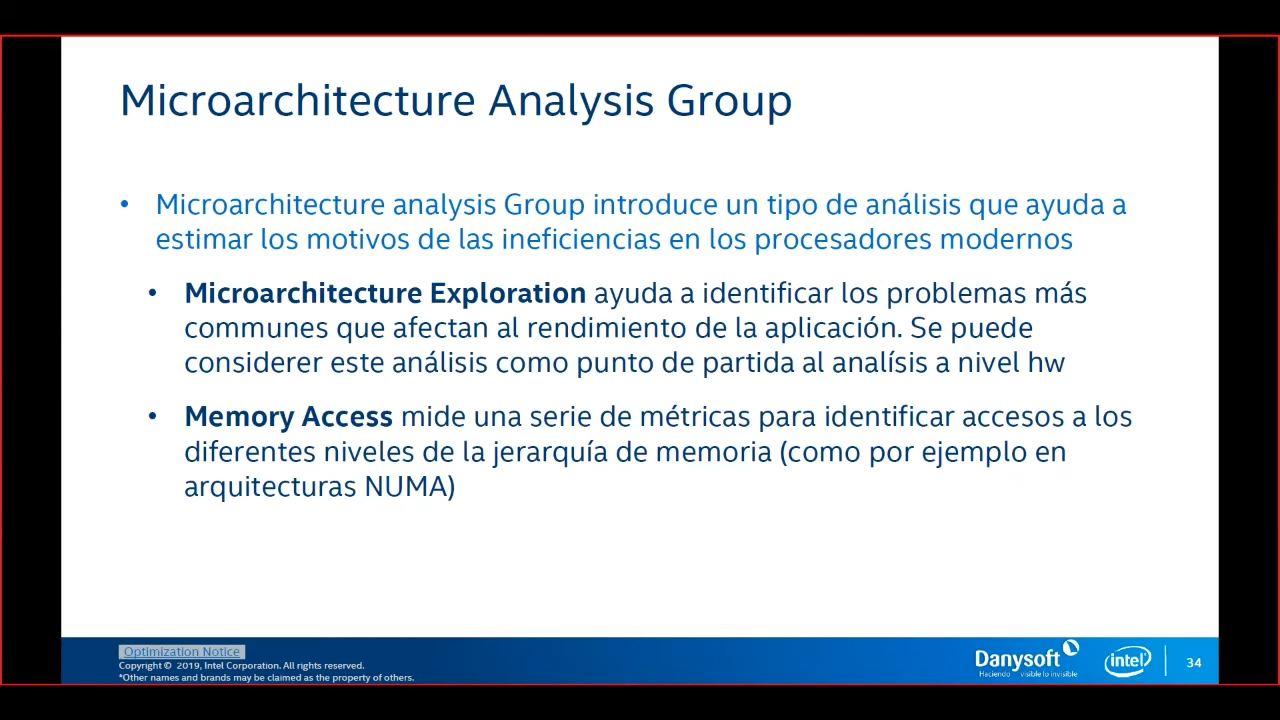 Microarchitecture Analysis Group
• Microarchitecture analysis Group introduce un tipo de análisis que ayuda a
estimar los motivos de las ineficiencias en los procesadores modernos
• Microarchitecture Exploration ayuda a identificar los problemas más
communes que afectan al rendimiento de la aplicación. Se puede
considerer este análisis como punto de partida al analísis a nivel hw
• Memory Access mide una serie de métricas para identificar accesos a los
diferentes niveles de la jerarquía de memoria (como por ejemplo en
arquitecturas NUMA)
Optimization Notice
Copyright © 2019, Intel Corporation. All rights reserved.
*Other names and brands may be claimed as the property of others.
Danysoft
Haciendo visible lo invisible
intel
34